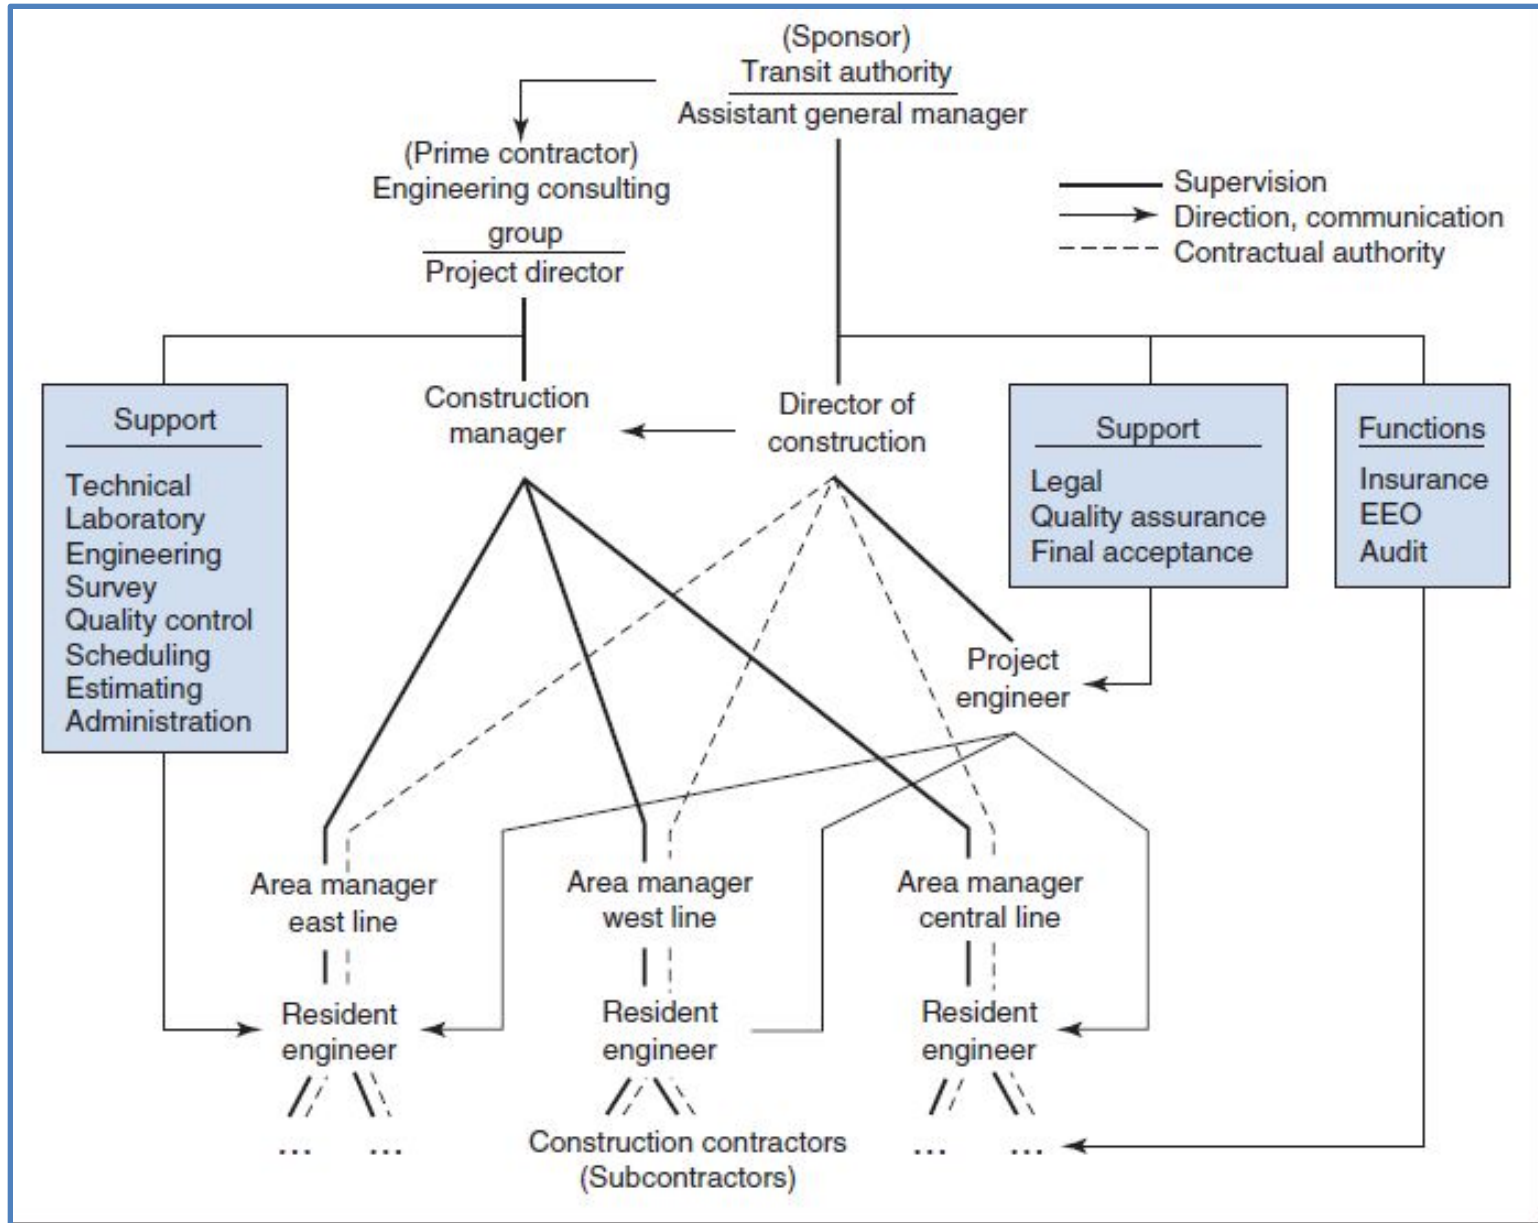 (Sponsor)
Transit authority
Assistant general manager
(Prime contractor)
Engineering consulting
group
Project director
Supervision
Direction, communication
Contractual authority
Support
Technical
Laboratory
Engineering
Survey
Quality control
Scheduling
Estimating
Administration
Construction
manager
Director of
construction
Support
Legal
Quality assurance
Final acceptance
Functions
Insurance
EEO
Audit
Project
engineer
Area manager
east line
Area manager
west line
Area manager
central line
Resident
engineer
Resident
engineer
Resident
engineer
... ...
Construction contractors
(Subcontractors)
... ...